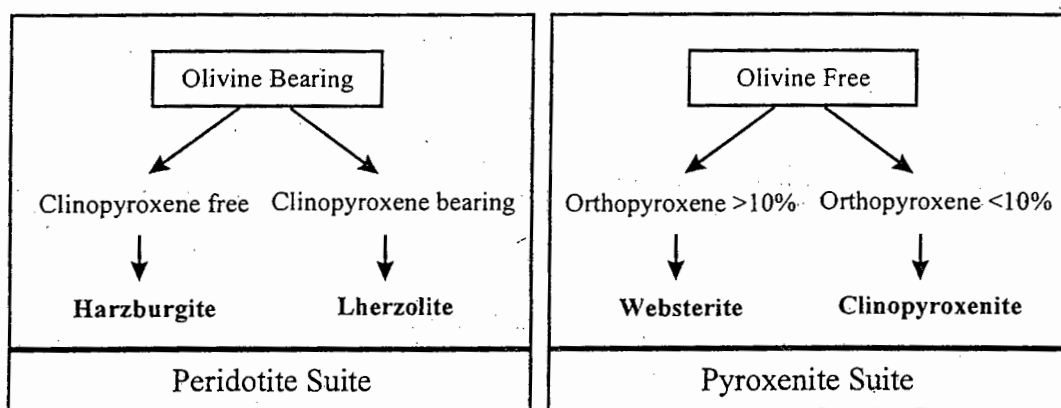 Olivine Bearing
Clinopyroxene free
Clinopyroxene bearing
Harzburgite
Lherzolite
Peridotite Suite
Olivine Free
Orthopyroxene >10%
Orthopyroxene <10%
Websterite
Clinopyroxenite
Pyroxenite Suite